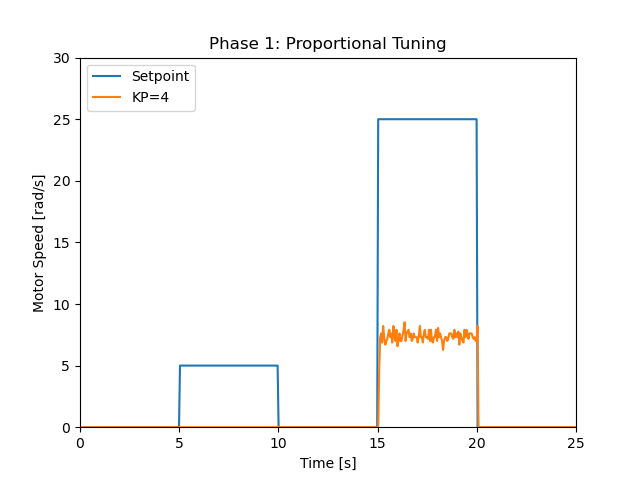 Phase 1: Proportional Tuning
Setpoint
KP=4
Motor Speed [rad/s]
30
25
20
15
10
5
0
0 5 10 15 20 25
Time [s]